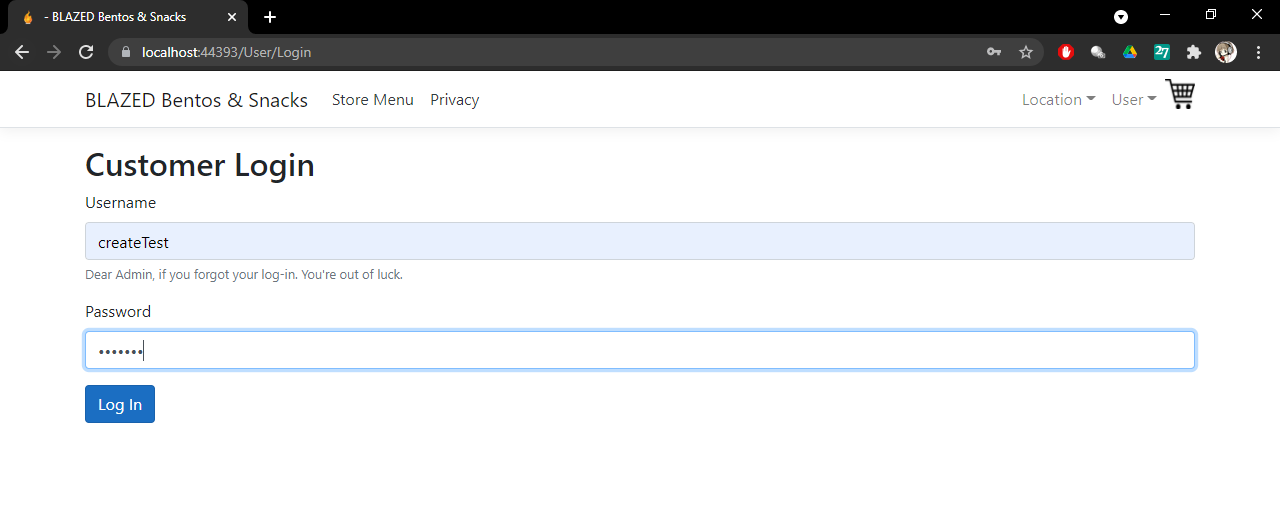 - BLAZED Bentos & Snacks
localhost:44393/User/Login
27
BLAZED Bentos & Snacks Store Menu Privacy Location User
Customer Login
Username
createTest
Dear Admin, if you forgot your log-in. You're out of luck.
Password
•••••••
Log In